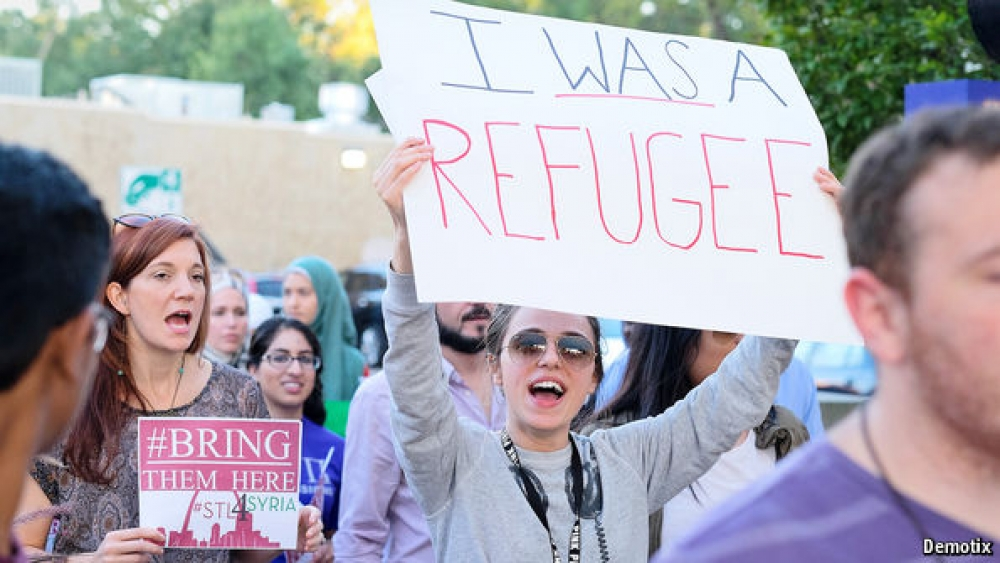 I WAS A
REFUGEE
#BRING
THEM HERE
#STL4SYRIA
Demotix